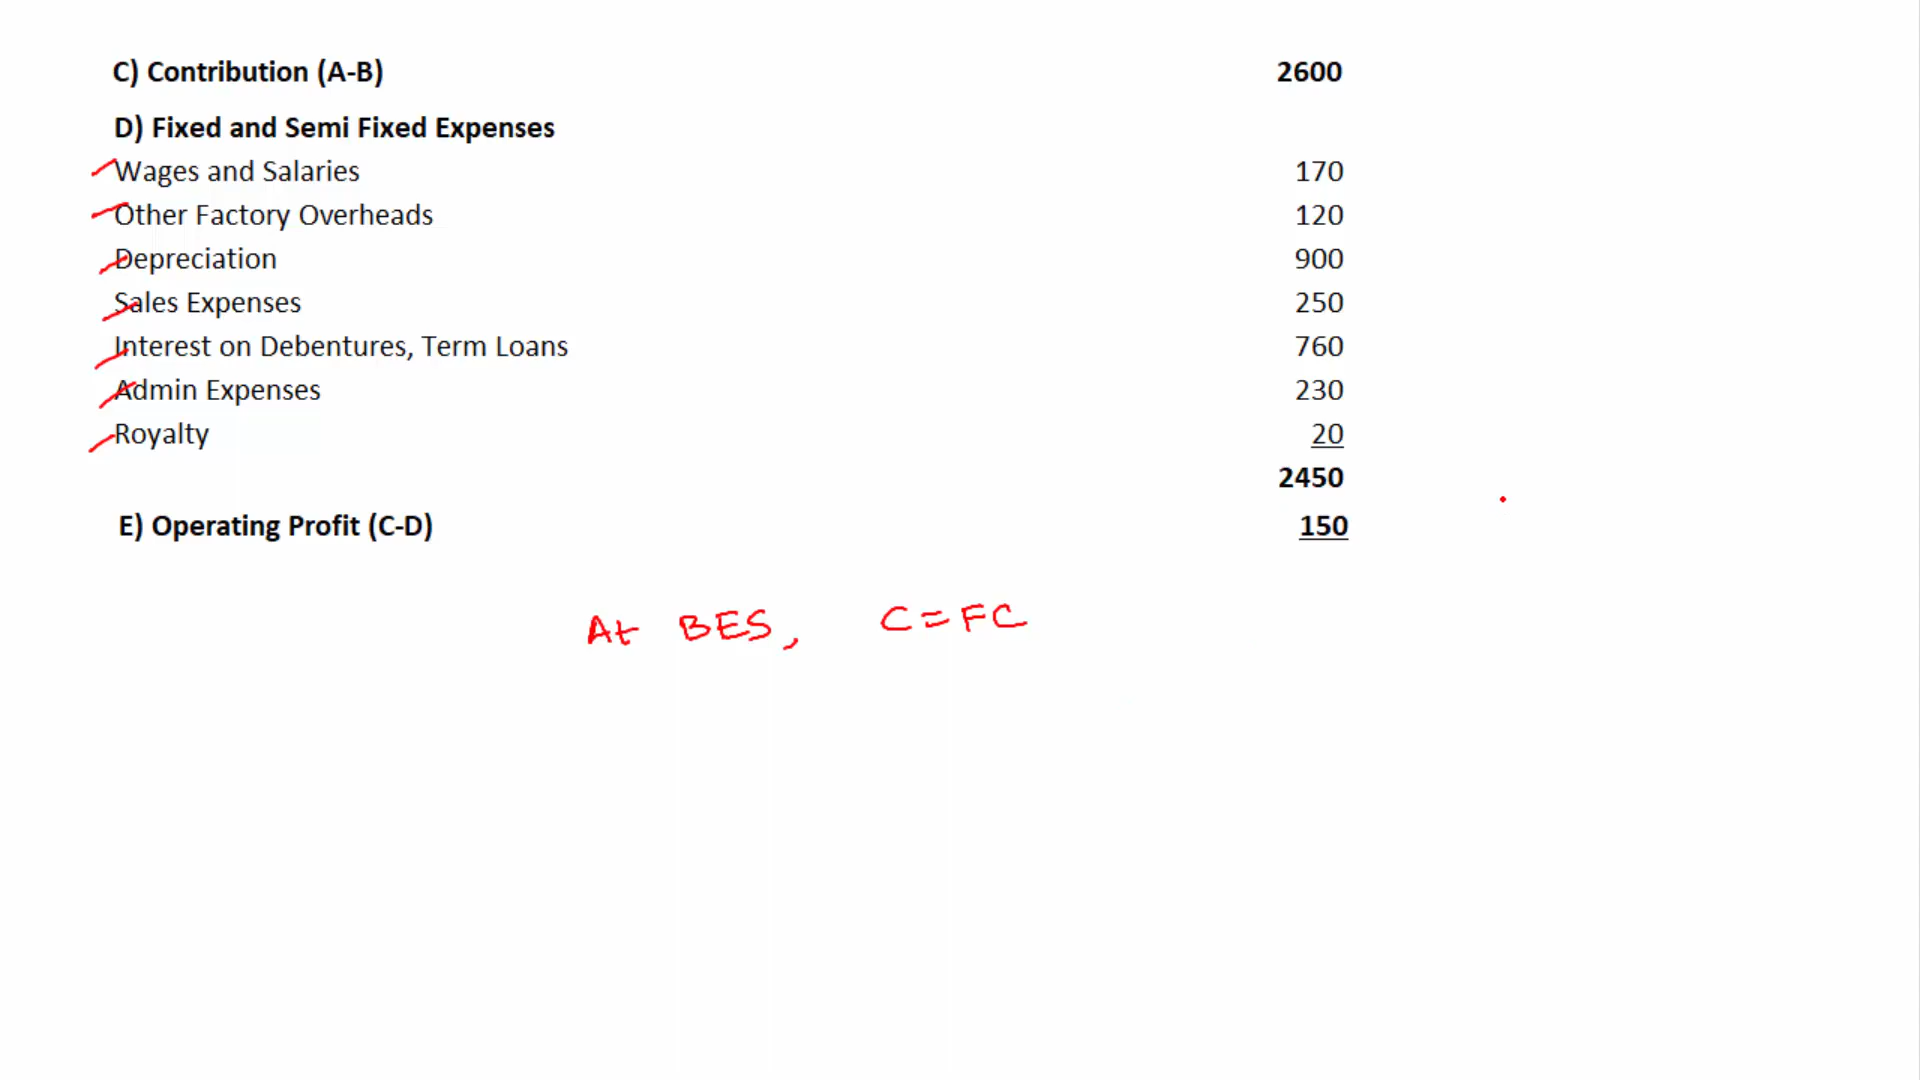 C) Contribution (A-B) 2600
D) Fixed and Semi Fixed Expenses
Wages and Salaries 170
Other Factory Overheads 120
Depreciation 900
Sales Expenses 250
Interest on Debentures, Term Loans 760
Admin Expenses 230
Royalty 20
2450
E) Operating Profit (C-D) 150
At BES, C=FC